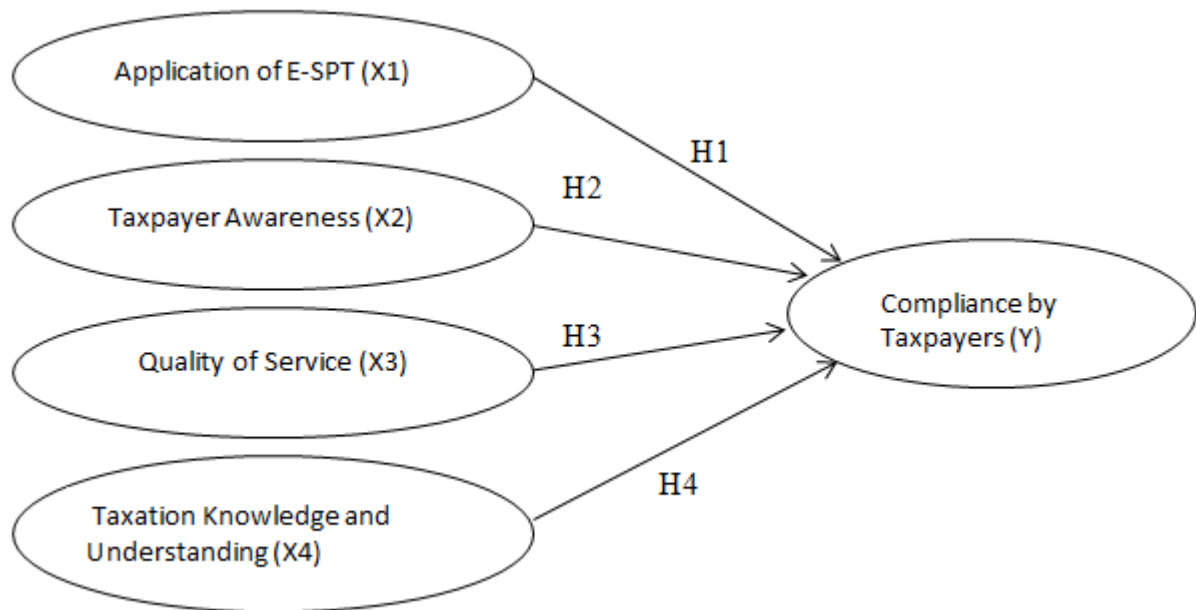 Application of E-SPT (X1)
H1
H2
Taxpayer Awareness (X2)
Compliance by
Taxpayers (Y)
H3
Quality of Service (X3)
H4
Taxation Knowledge and
Understanding (X4)